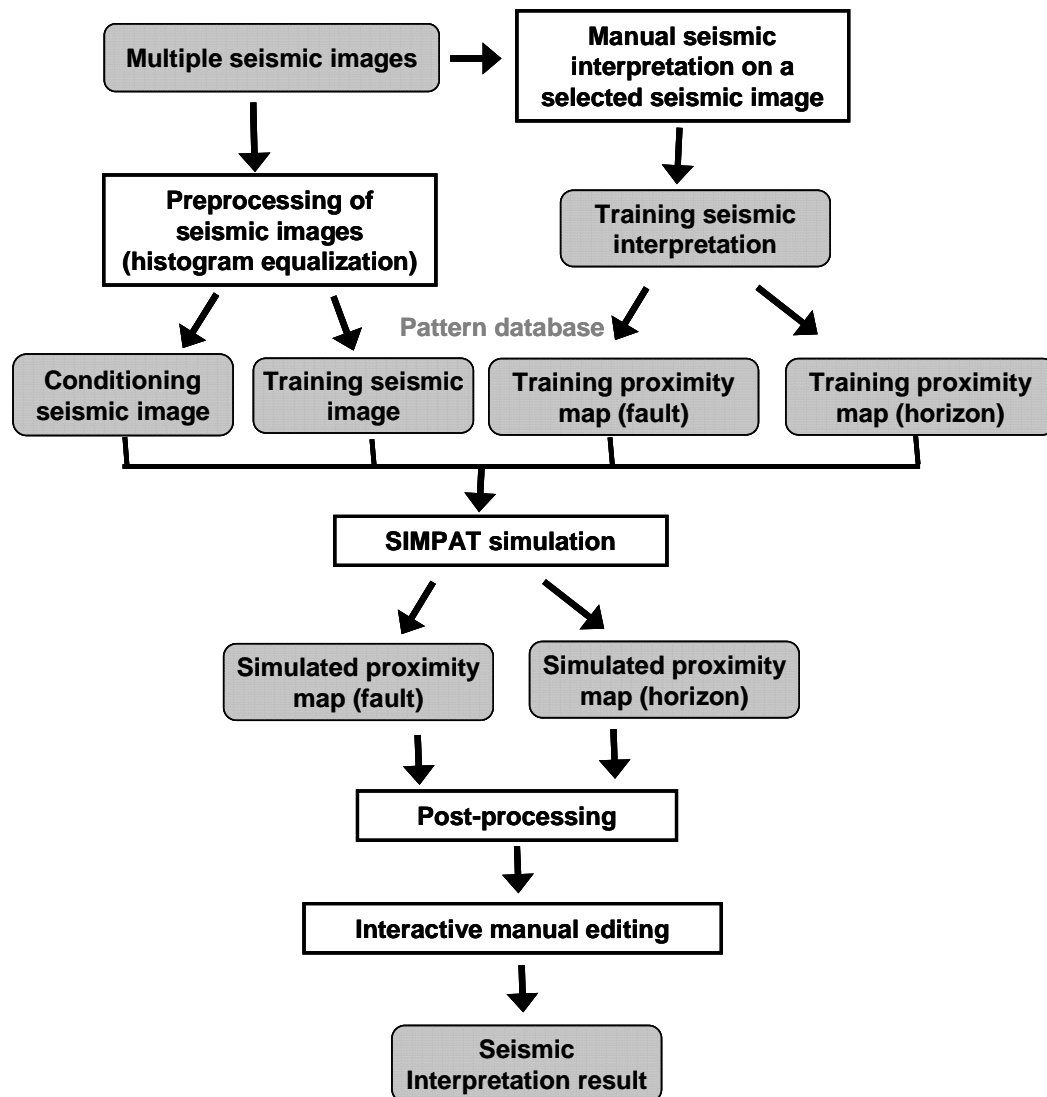 Multiple seismic images
Manual seismic
interpretation on a
selected seismic image
Preprocessing of
seismic images
(histogram equalization)
Training seismic
interpretation
Pattern database
Conditioning
seismic image
Training seismic
image
Training proximity
map (fault)
Training proximity
map (horizon)
SIMPAT simulation
Simulated proximity
map (fault)
Simulated proximity
map (horizon)
Post-processing
Interactive manual editing
Seismic
Interpretation result